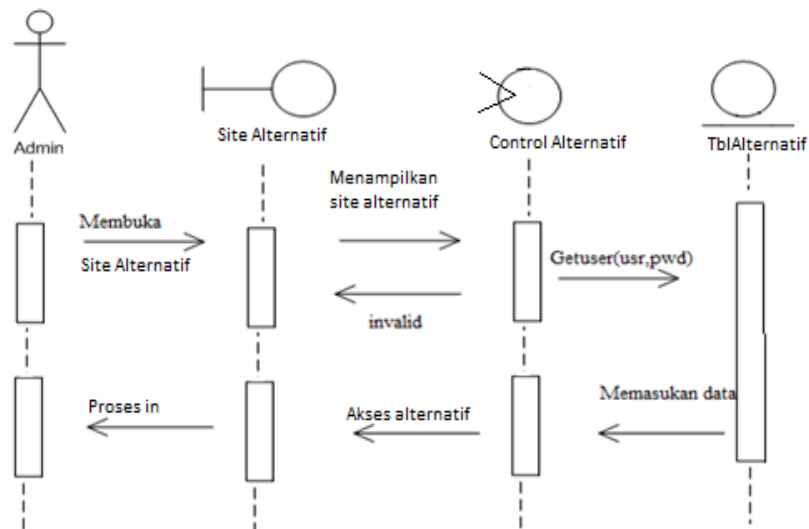 Admin
Site Alternatif
Control Alternatif
TblAlternatif
Membuka
Site Alternatif
Menampilkan
site alternatif
Getuser(usr,pwd)
invalid
Memasukan data
Akses alternatif
Proses in